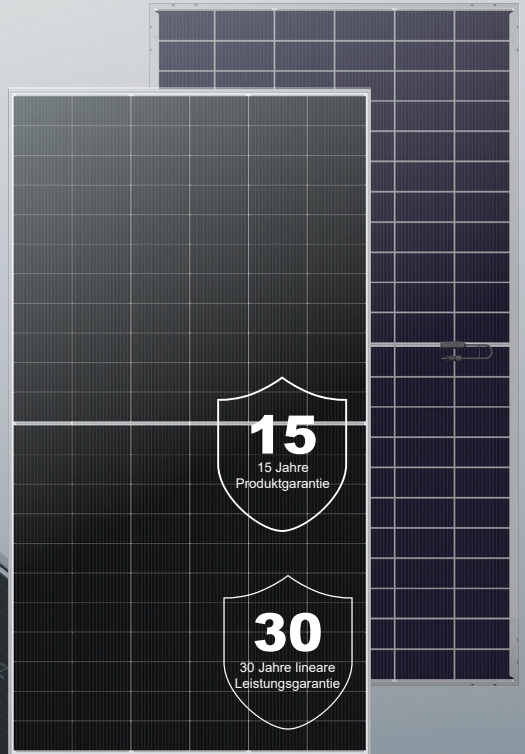 15
15 Jahre
Produktgarantie
30
30 Jahre lineare
Leistungsgarantie